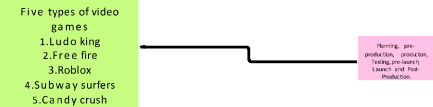 Five types of video
games
1.Ludo king
2.Free fire
3.Roblox
4.Subway surfers
5.Candy crush
Planning, pre-
production, production,
Testing,pre-launch,
Launch and Post-
Production.